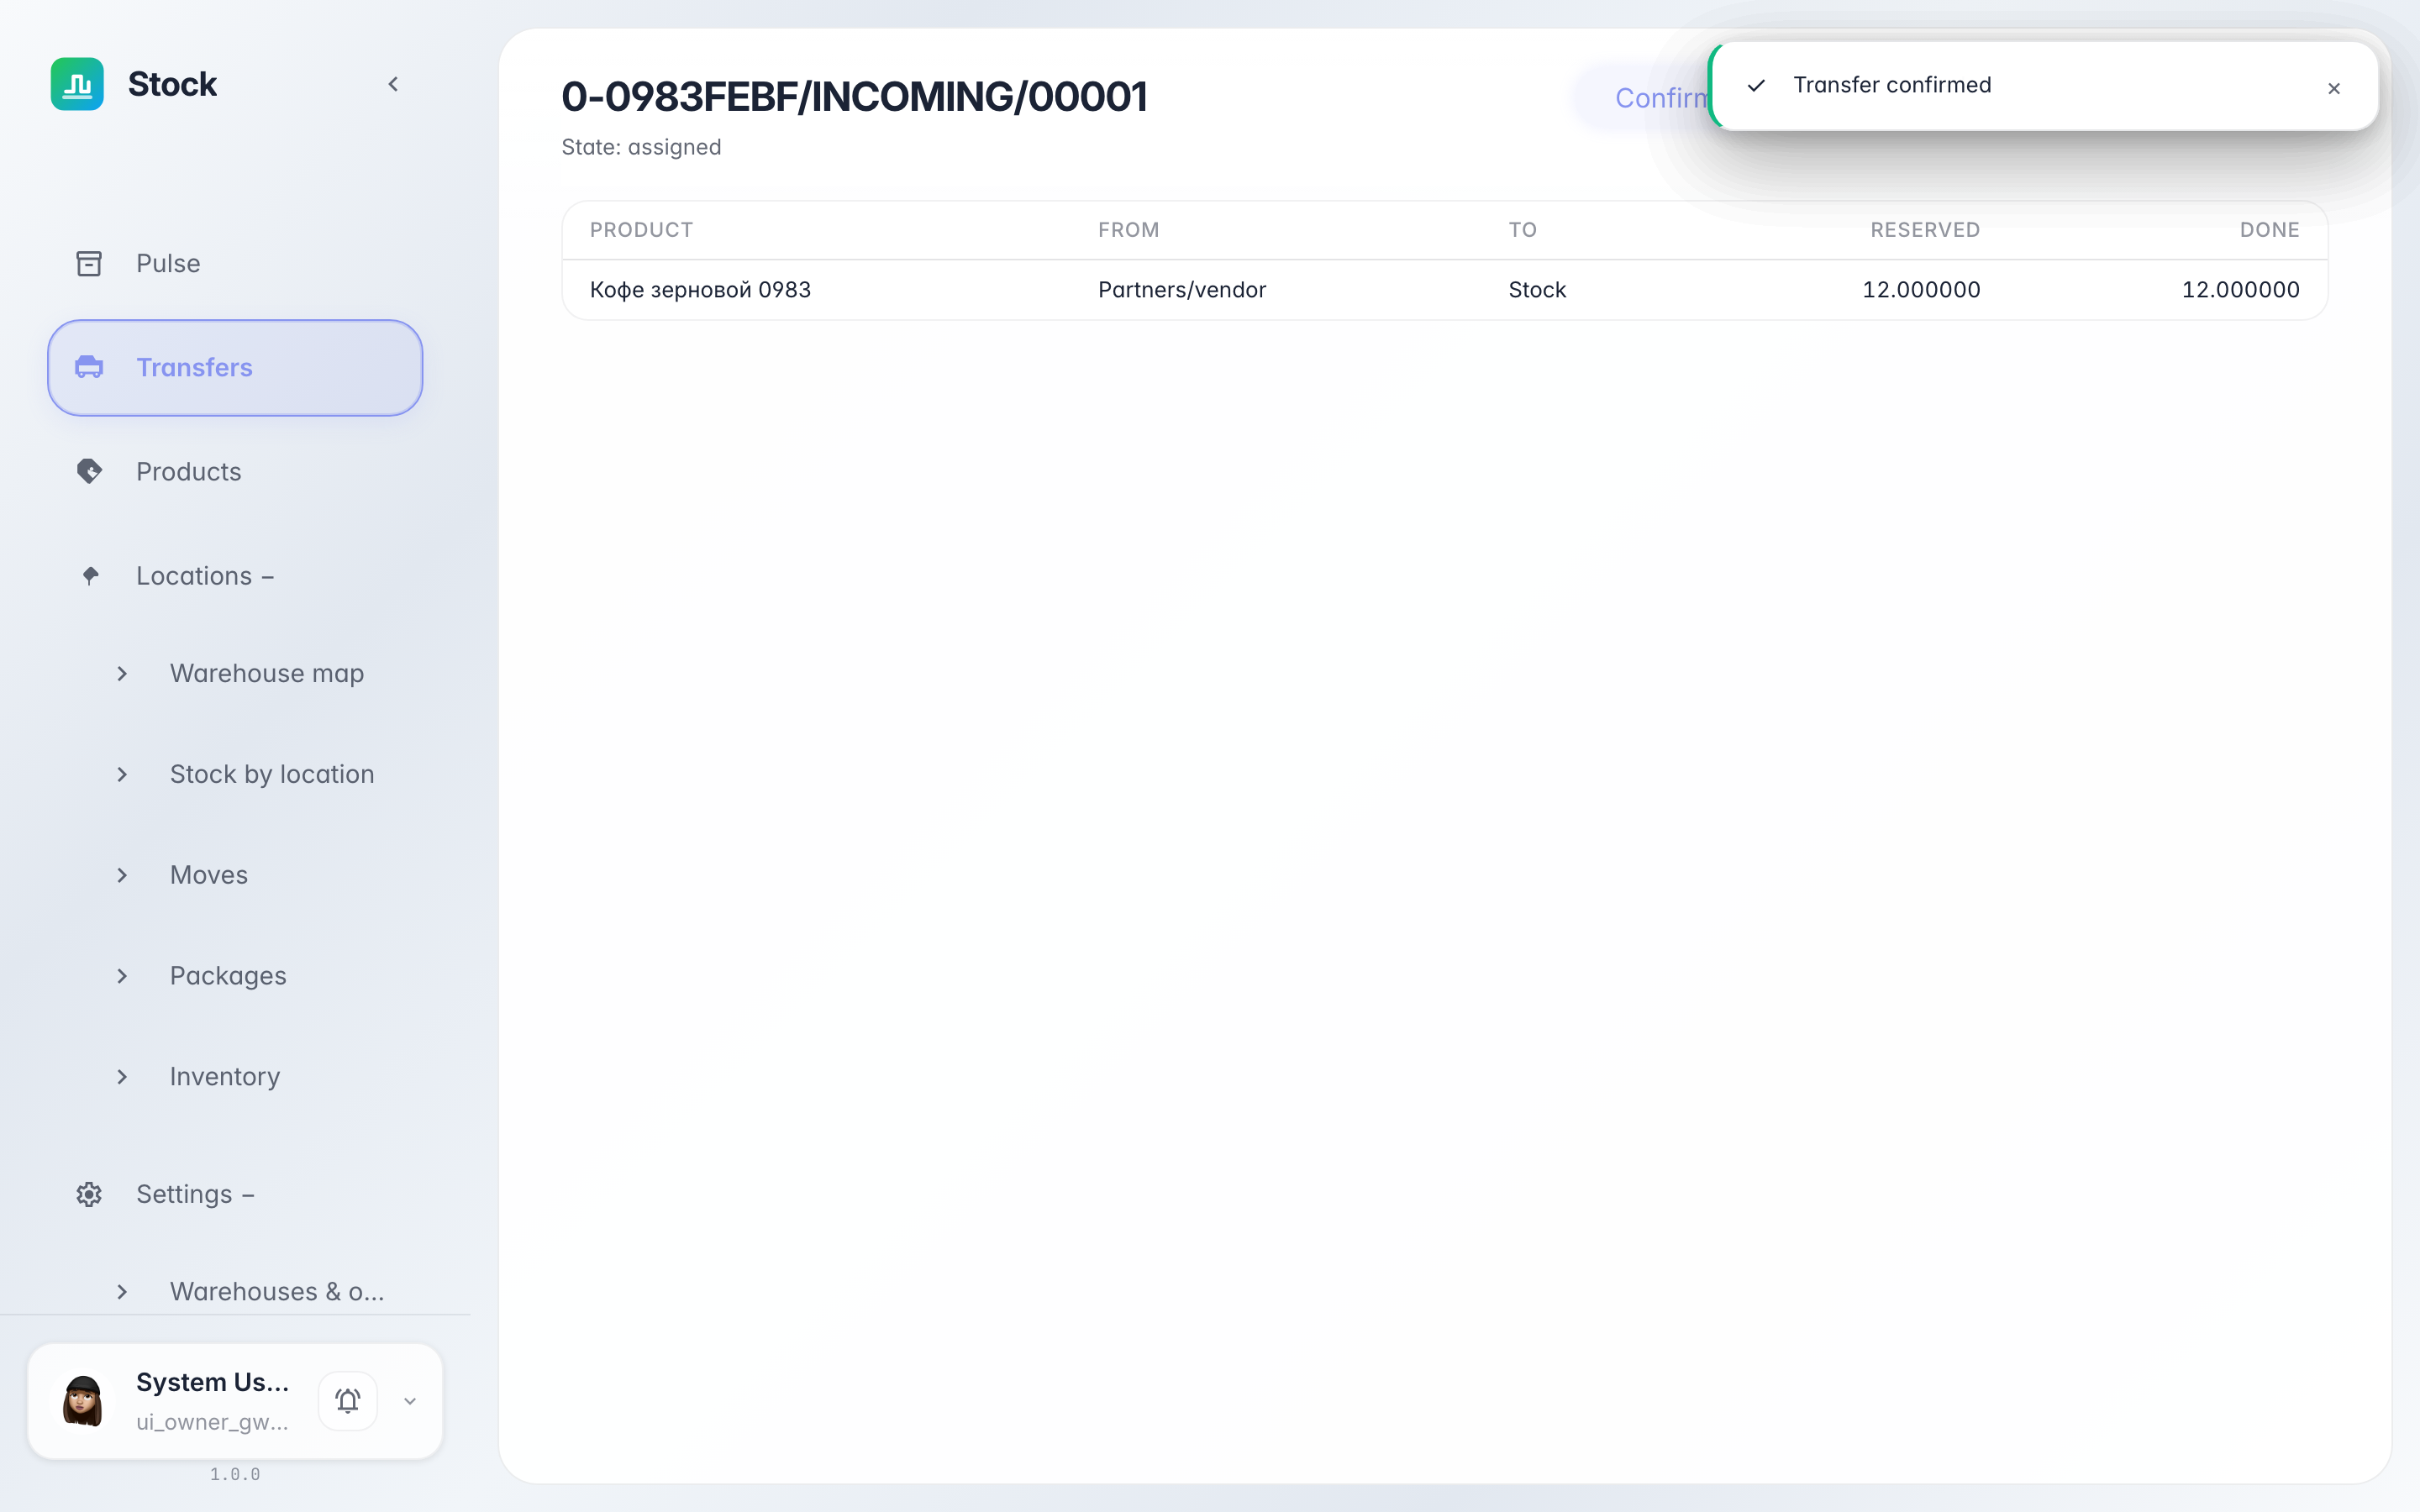 Stock
Pulse
Transfers
Products
Locations –
Warehouse map
Stock by location
Moves
Packages
Inventory
Settings –
Warehouses & o...
System Us...
ui_owner_gw...
1.0.0
0-0983FEBF/INCOMING/00001
State: assigned
Transfer confirmed
PRODUCT FROM TO RESERVED DONE
Кофе зерновой 0983 Partners/vendor Stock 12.000000 12.000000